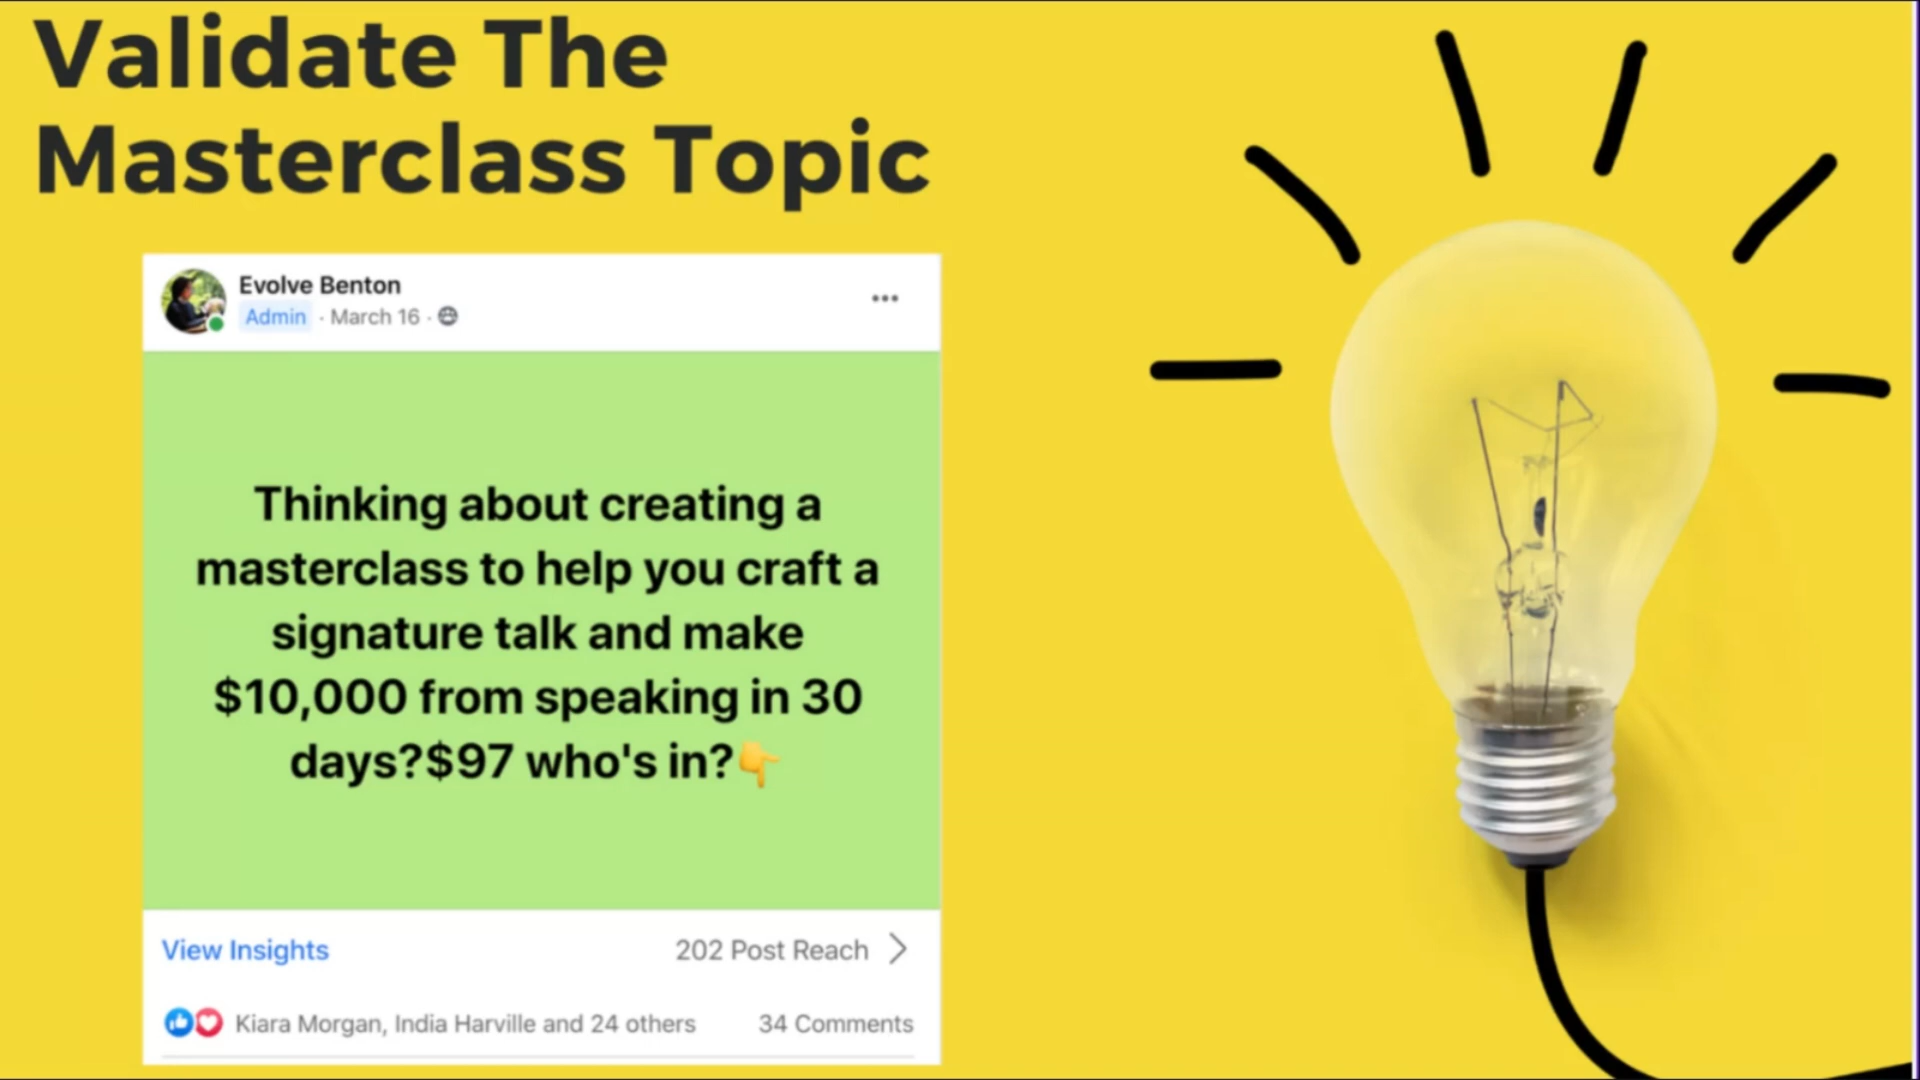 Validate The
Masterclass Topic
Evolve Benton
Admin · March 16 ·
Thinking about creating a
masterclass to help you craft a
signature talk and make
$10,000 from speaking in 30
days?$97 who's in?👇
View Insights
202 Post Reach
Kiara Morgan, India Harville and 24 others
34 Comments